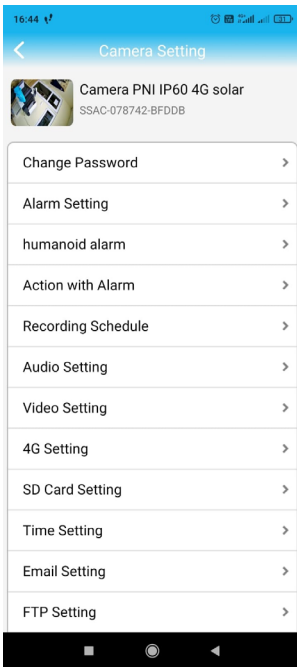 16:44
Camera Setting
Camera PNI IP60 4G solar
SSAC-078742-BFDDB
Change Password
Alarm Setting
humanoid alarm
Action with Alarm
Recording Schedule
Audio Setting
Video Setting
4G Setting
SD Card Setting
Time Setting
Email Setting
FTP Setting